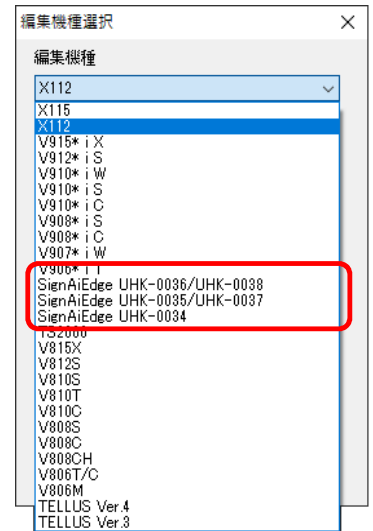 編集機種選択
編集機種
X112
X115
X112
V915* i X
V912* i S
V910* i W
V910* i S
V910* i C
V908* i S
V908* i C
V907* i W
V906* i T
SignAiEdge UHK-0036/UHK-0038
SignAiEdge UHK-0035/UHK-0037
SignAiEdge UHK-0034
TS2000
V815X
V812S
V810S
V810T
V810C
V808S
V808C
V808CH
V806T/C
V806M
TELLUS Ver.4
TELLUS Ver.3